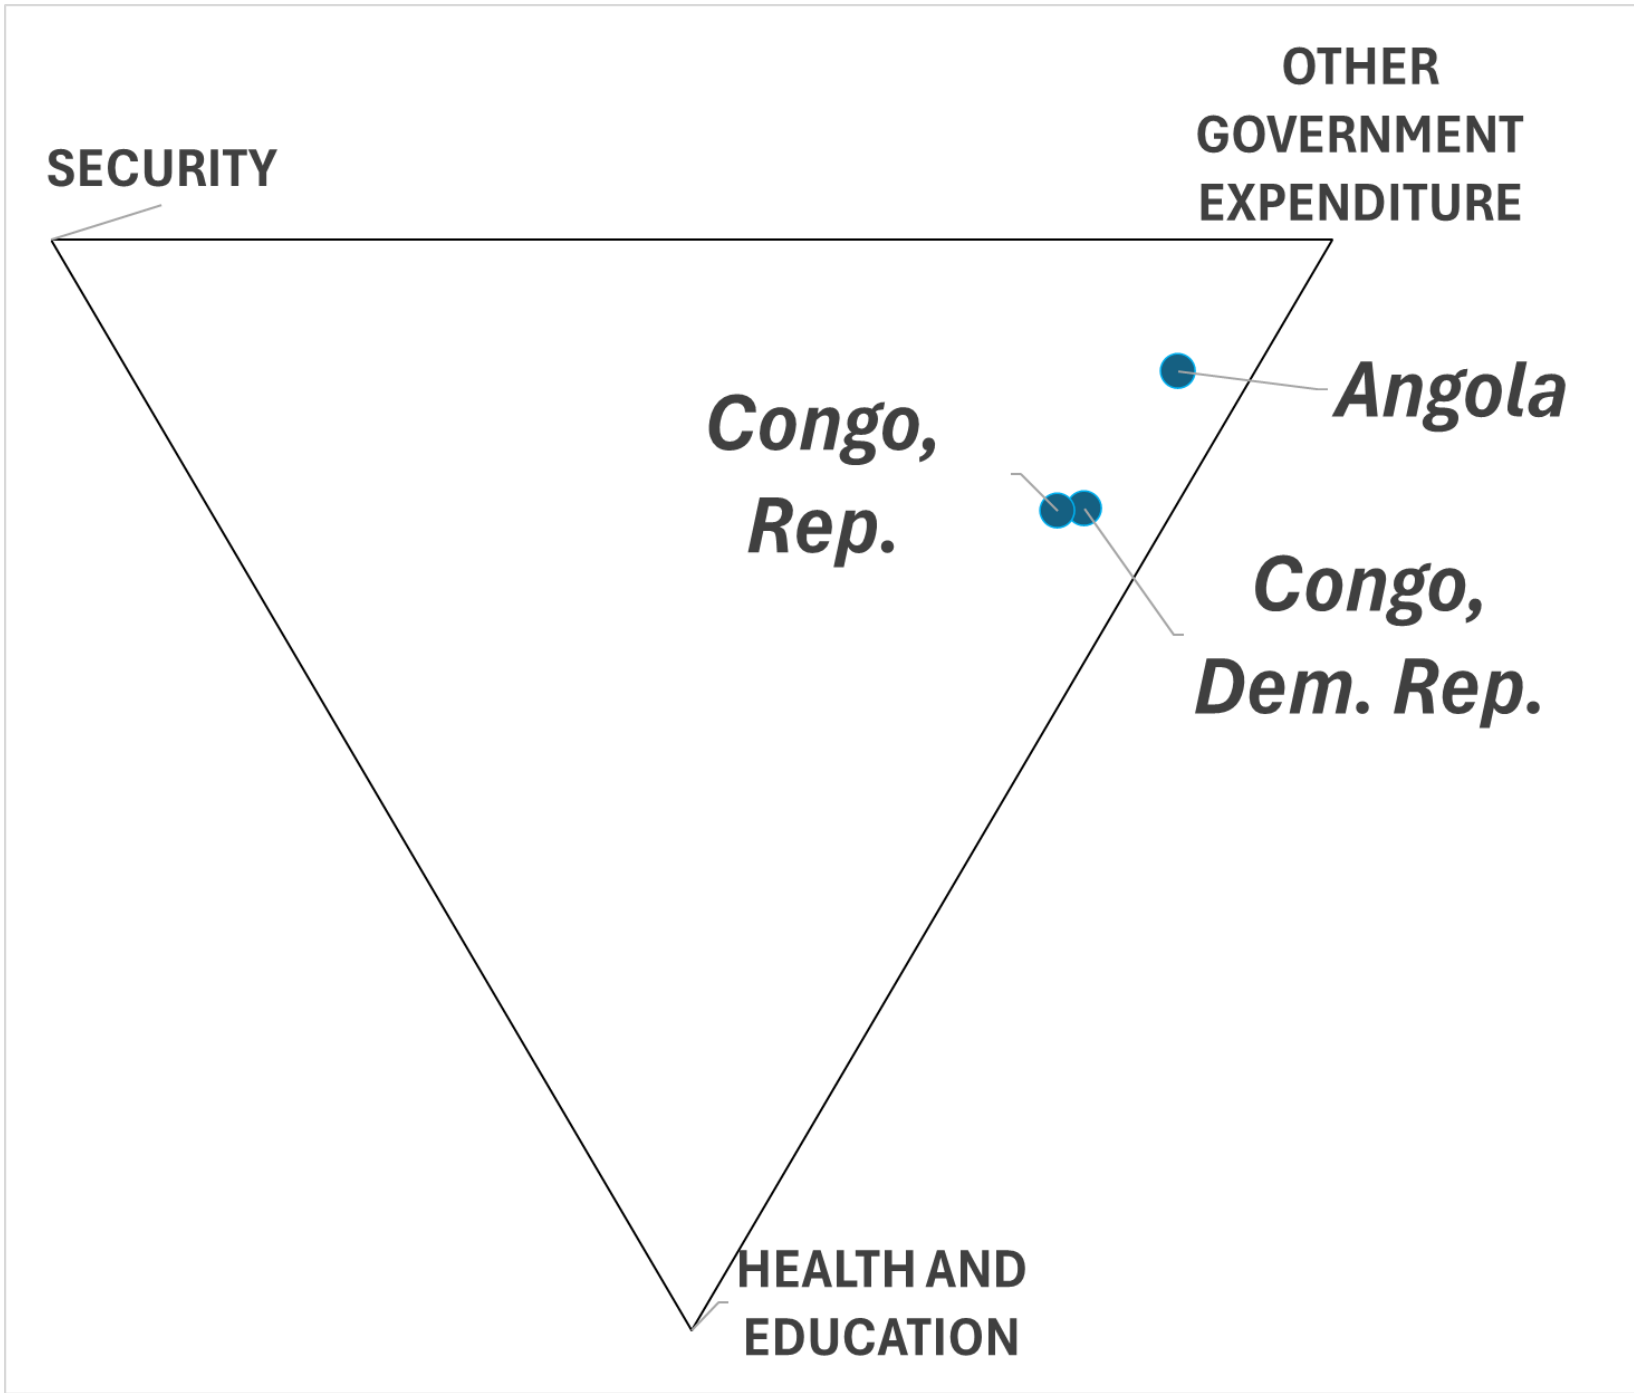 OTHER
GOVERNMENT
EXPENDITURE
SECURITY
Angola
Congo,
Rep.
Congo,
Dem. Rep.
HEALTH AND
EDUCATION